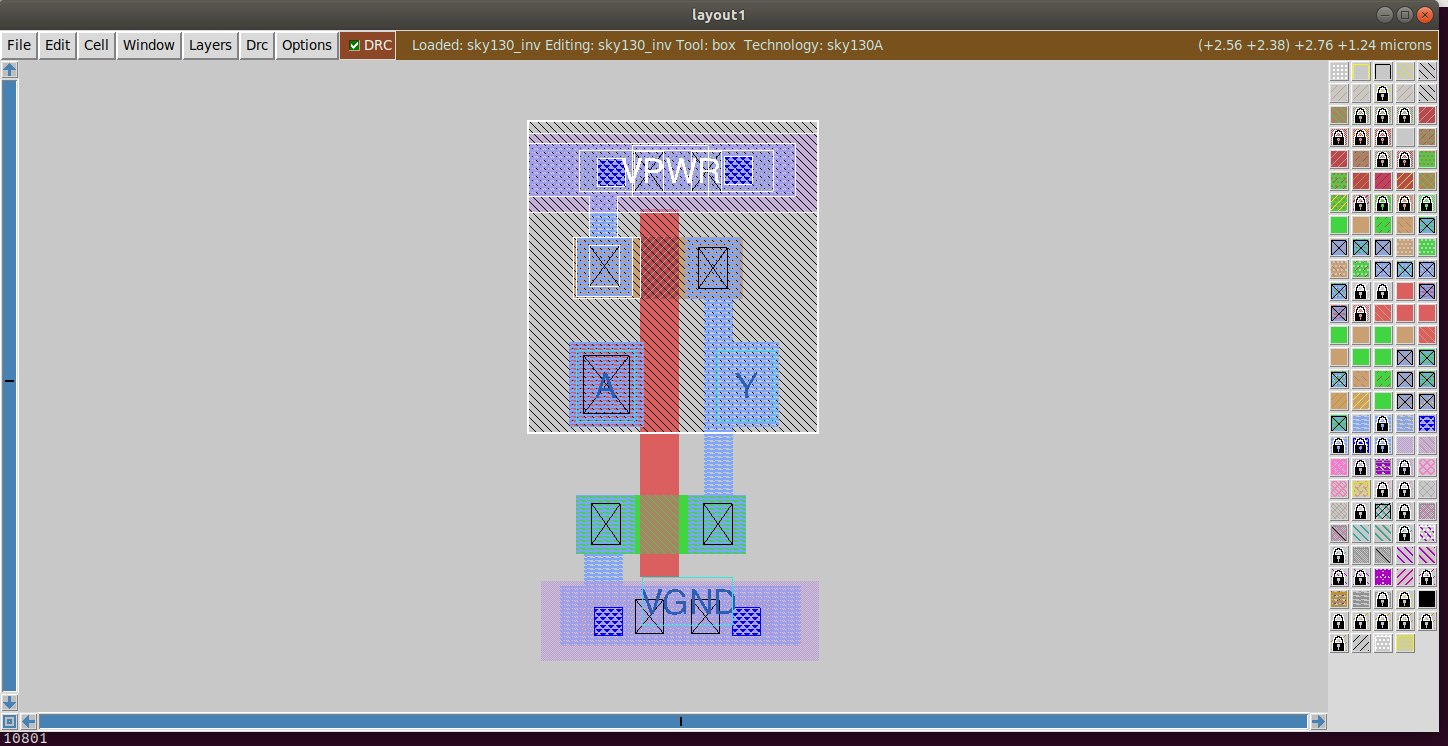 layout1
File Edit Cell Window Layers Drc Options DRC Loaded: sky130_inv Editing: sky130_inv Tool: box Technology: sky130A (+2.56 +2.38) +2.76 +1.24 microns
VPWR
A Y
VGND
10801